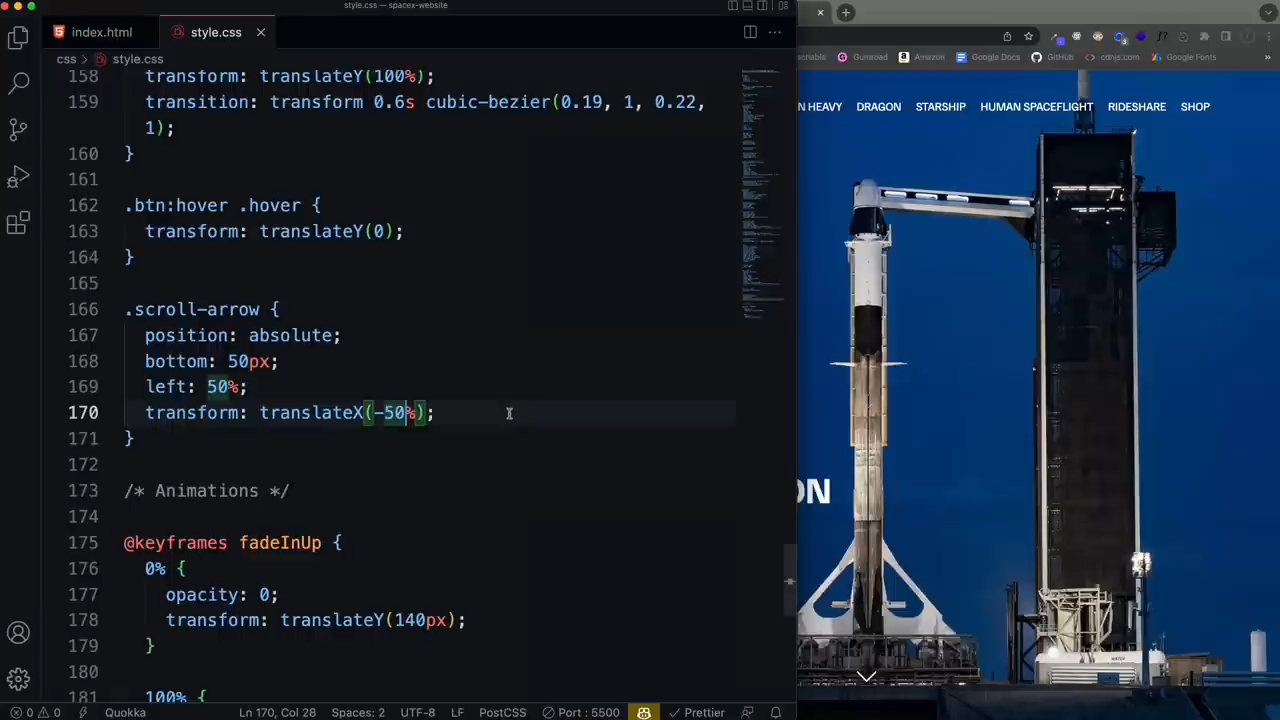 style.css — spacex-website
index.html
style.css
css > style.css
158 transform: translateY(100%);
159 transition: transform 0.6s cubic-bezier(0.19, 1, 0.22,
1);
160 }
161
162 .btn:hover .hover {
163 transform: translateY(0);
164 }
165
166 .scroll-arrow {
167 position: absolute;
168 bottom: 50px;
169 left: 50%;
170 transform: translateX(-50%);
171 }
172
173 /* Animations */
174
175 @keyframes fadeInUp {
176 0% {
177 opacity: 0;
178 transform: translateY(140px);
179 }
180
181 100% {
0 0 Quokka Ln 170, Col 28 Spaces: 2 UTF-8 LF PostCSS Port : 5500 Prettier
achable Gumroad Amazon Google Docs GitHub cdnjs.com Google Fonts »
N HEAVY DRAGON STARSHIP HUMAN SPACEFLIGHT RIDESHARE SHOP
ON